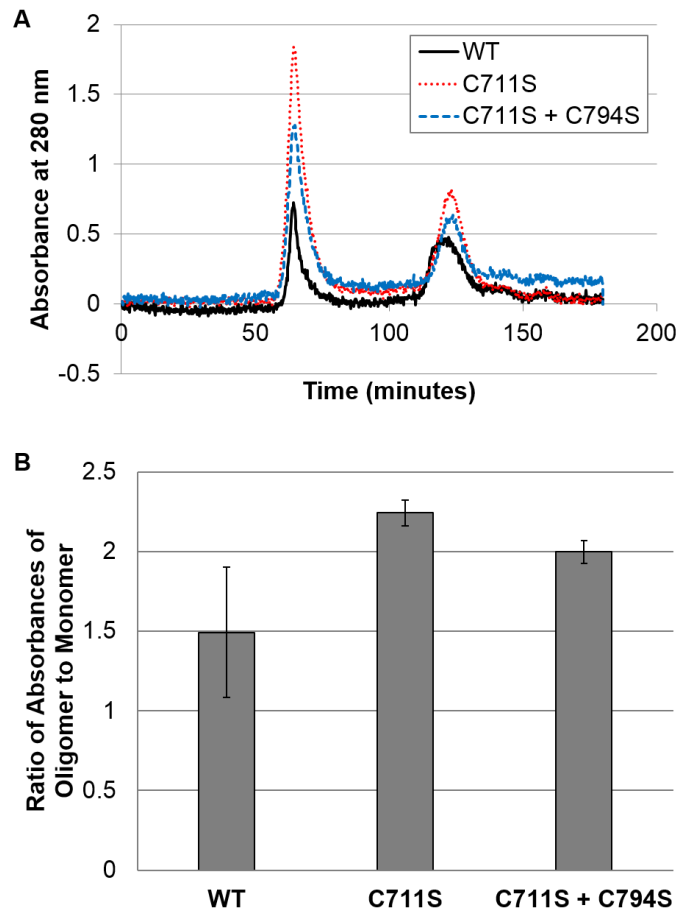 A
2
1.5
1
0.5
0
-0.5
0
50
100
150
200
Absorbance at 280 nm
Time (minutes)
WT
C711S
C711S + C794S
B
2.5
2
1.5
1
0.5
0
Ratio of Absorbances of
Oligomer to Monomer
WT
C711S
C711S + C794S